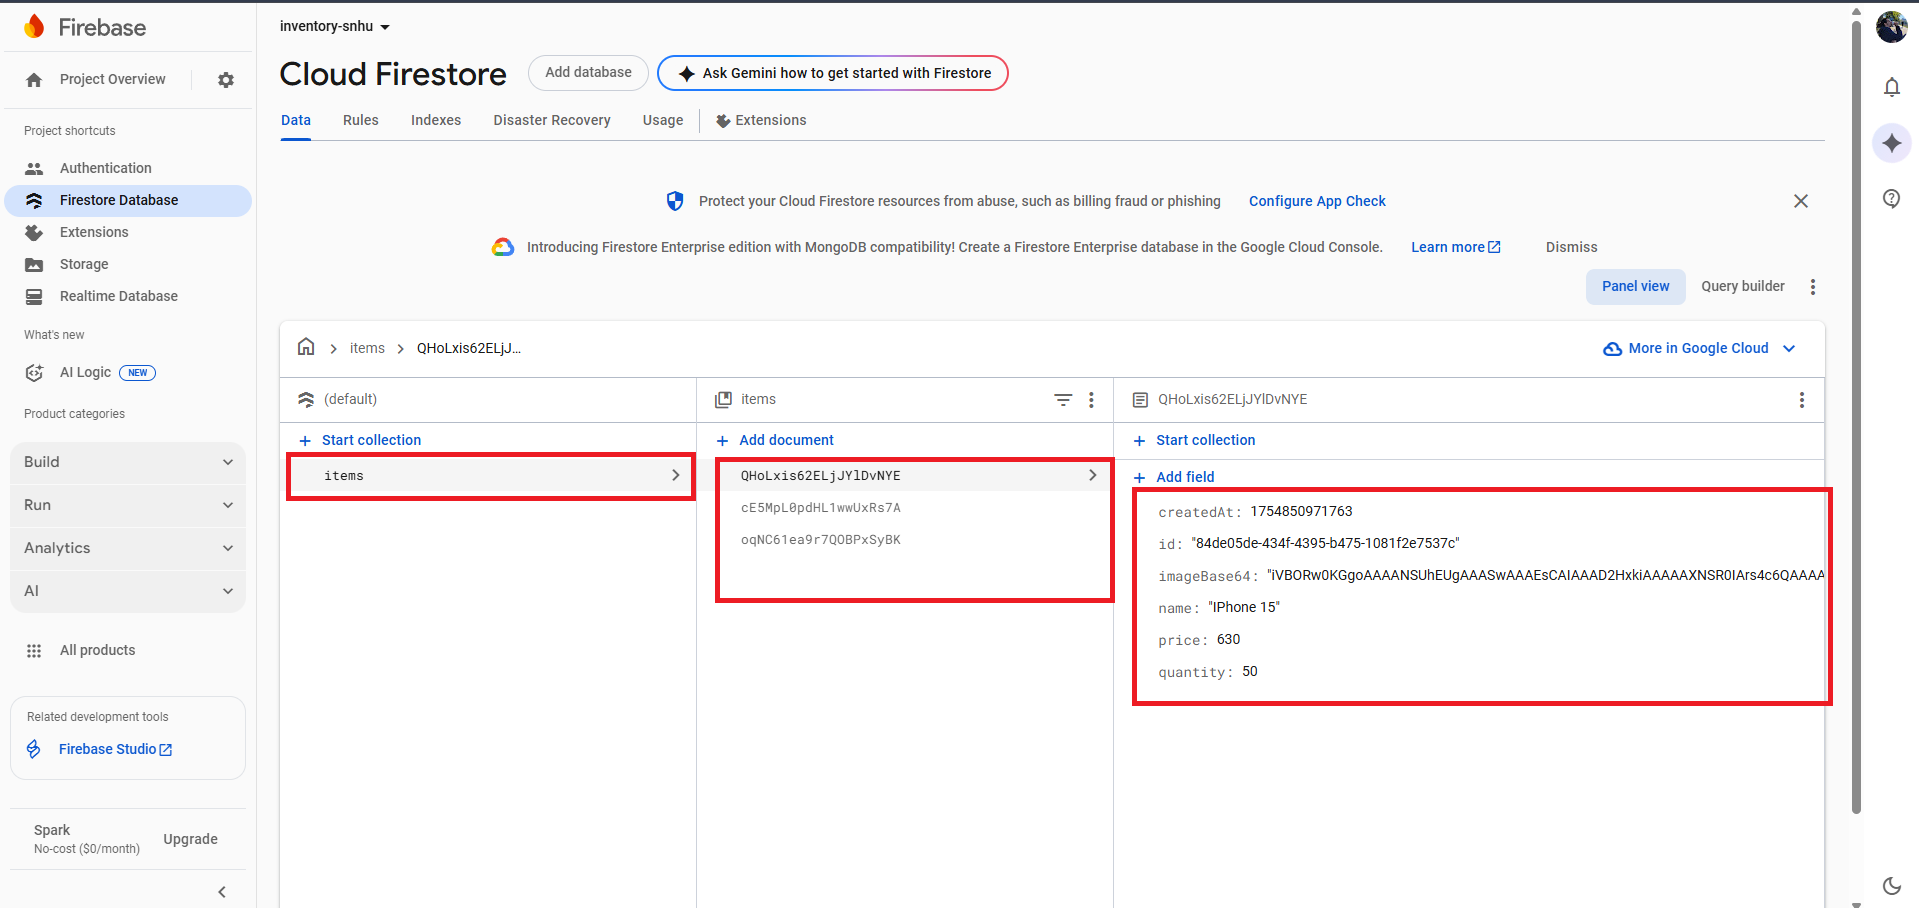 Firebase
inventory-snhu
Cloud Firestore
Add database
Ask Gemini how to get started with Firestore
Data
Rules
Indexes
Disaster Recovery
Usage
Extensions
Project Overview
Project shortcuts
Authentication
Firestore Database
Extensions
Storage
Realtime Database
What's new
AI Logic NEW
Product categories
Build
Run
Analytics
AI
All products
Related development tools
Firebase Studio
Spark
No-cost ($0/month)
Upgrade
Protect your Cloud Firestore resources from abuse, such as billing fraud or phishing Configure App Check
Introducing Firestore Enterprise edition with MongoDB compatibility! Create a Firestore Enterprise database in the Google Cloud Console. Learn more Dismiss
Panel view
Query builder
items
QHoLxis62ELjJ...
More in Google Cloud
(default)
Start collection
items
items
Add document
QHoLxis62ELjJYlDvNYE
cE5MpL0pdHL1wwUxRs7A
oqNC61ea9r7QOBPxSyBK
QHoLxis62ELjJYlDvNYE
Start collection
Add field
createdAt: 1754850971763
id: "84de05de-434f-4395-b475-1081f2e7537c"
imageBase64: "iVBORw0KGgoAAAANSUhEUgAAASwAAAEsCAIAAAD2HxkiAAAAAXNSR0IArs4c6QAAAA
name: "IPhone 15"
price: 630
quantity: 50